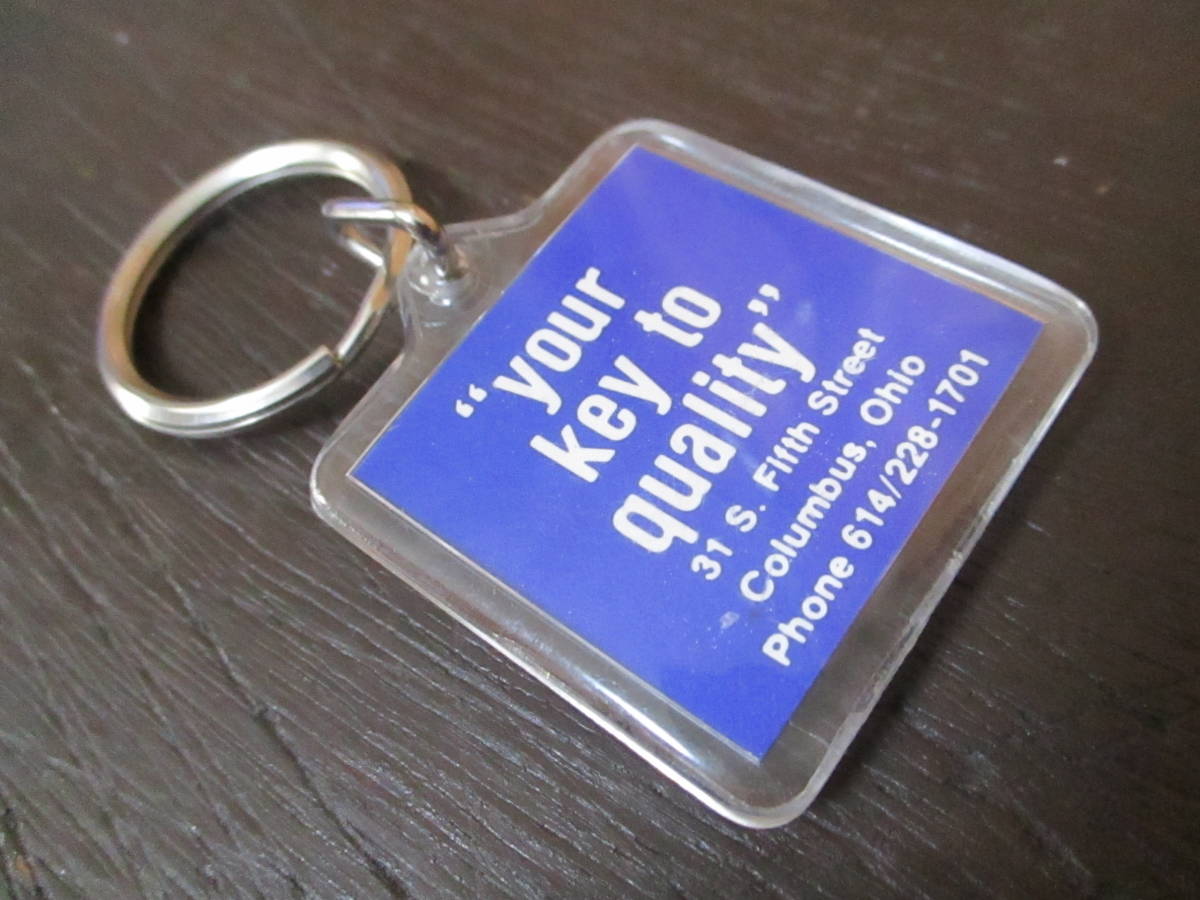 “your
key to
quality”
31 S. Fifth Street
Columbus, Ohio
Phone 614/228-1701